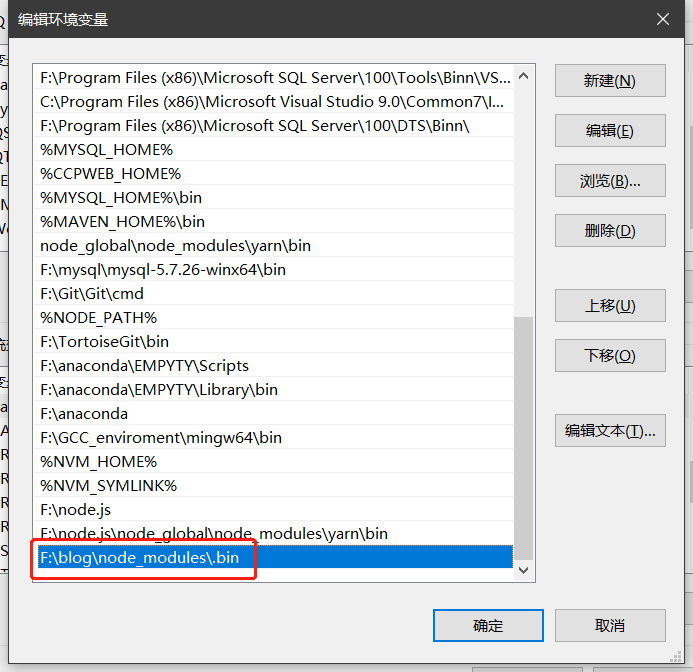 编辑环境变量
F:\Program Files (x86)\Microsoft SQL Server\100\Tools\Binn\VS...
C:\Program Files (x86)\Microsoft Visual Studio 9.0\Common7\I...
F:\Program Files (x86)\Microsoft SQL Server\100\DTS\Binn\
%MYSQL_HOME%
%CCPWEB_HOME%
%MYSQL_HOME%\bin
%MAVEN_HOME%\bin
node_global\node_modules\yarn\bin
F:\mysql\mysql-5.7.26-winx64\bin
F:\Git\Git\cmd
%NODE_PATH%
F:\TortoiseGit\bin
F:\anaconda\EMPYTY\Scripts
F:\anaconda\EMPYTY\Library\bin
F:\anaconda
F:\GCC_enviroment\mingw64\bin
%NVM_HOME%
%NVM_SYMLINK%
F:\node.js
F:\node.js\node_global\node_modules\yarn\bin
F:\blog\node_modules\.bin
新建(N)
编辑(E)
浏览(B)...
删除(D)
上移(U)
下移(O)
编辑文本(T)...
确定
取消